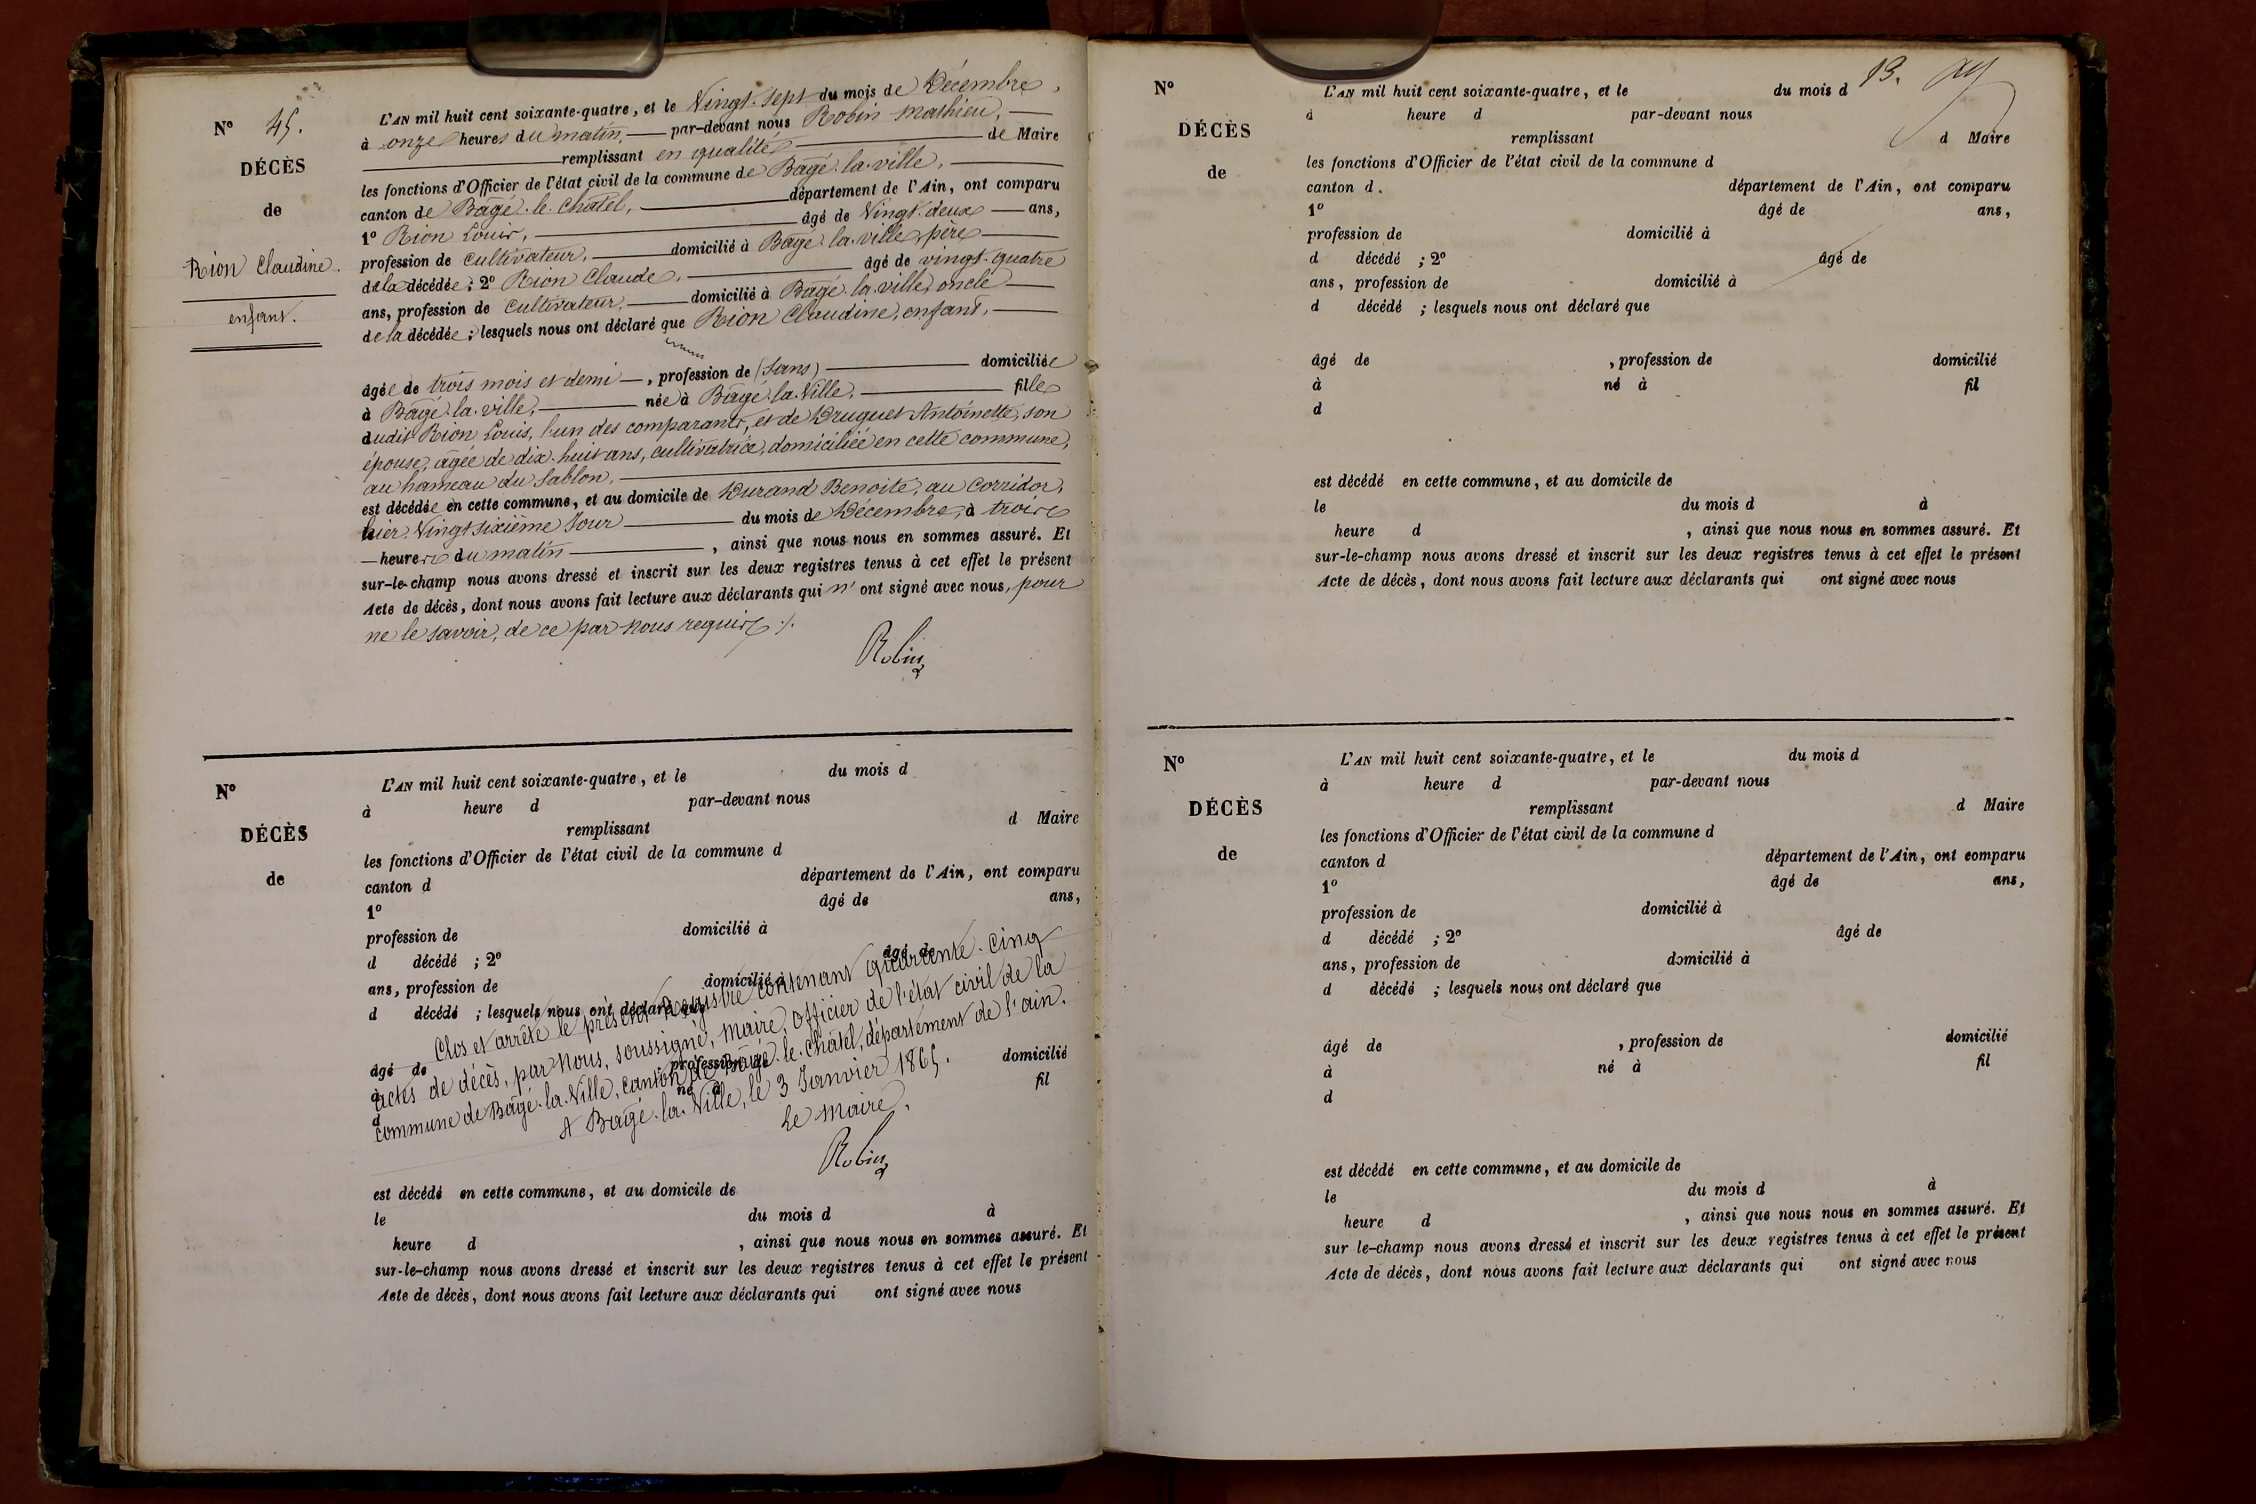 Nº 45.
DÉCÈS
de
Rion Claudine.
enfant.
L'AN mil huit cent soixante-quatre, et le Vingt-sept du mois de Décembre,
à onze heures du matin, par-devant nous Robin Mathieu,
remplissant en qualité de Maire
les fonctions d'Officier de l'état civil de la commune de Bâgé-la-ville,
canton de Bâgé-le-Châtel, département de l'Ain, ont comparu
1º Rion Louis, âgé de Vingt-deux ans,
profession de cultivateur, domicilié à Bâgé-la-ville, père
de la décédée; 2º Rion Claude, âgé de vingt-quatre
ans, profession de cultivateur, domicilié à Bâgé-la-ville, oncle
de la décédée; lesquels nous ont déclaré que Rion Claudine, enfant,
âgée de trois mois et demi, profession de (Sans) domiciliée
à Bâgé-la-ville, née à Bâgé-la-Ville, fille
dudit Rion Louis, l'un des comparants, et de Druguet Antoinette, son
épouse, âgée de dix-huit ans, cultivatrice, domiciliée en cette commune,
au hameau du Sablon,
est décédée en cette commune, et au domicile de Durand Benoite, au Corridor,
hier Vingt sixième Jour du mois de Décembre, à trois
heures du matin, ainsi que nous nous en sommes assuré. Et
sur-le-champ nous avons dressé et inscrit sur les deux registres tenus à cet effet le présent
Acte de décès, dont nous avons fait lecture aux déclarants qui n'ont signé avec nous, pour
ne le savoir, de ce par nous requis ./.
Robin
Nº
DÉCÈS
de
L'AN mil huit cent soixante-quatre, et le du mois d
à heure d par-devant nous
remplissant d Maire
les fonctions d'Officier de l'état civil de la commune d
canton d département de l'Ain, ont comparu
1º âgé de ans,
profession de domicilié à
d décédé ; 2º âgé de
ans, profession de domicilié à
d décédé ; lesquels nous ont déclaré que
âgé de , profession de domicilié
à né à fil
d
Clos et arrêté le présent Registre contenant quarante-cinq
actes de décès, par Nous, soussigné, Maire, Officier de l'état civil de la
commune de Bâgé-la-Ville, canton de Bâgé-le-Châtel, département de l'ain.
A Bâgé-la-Ville, le 3 Janvier 1865.
Le Maire,
Robin
est décédé en cette commune, et au domicile de
le du mois d à
heure d , ainsi que nous nous en sommes assuré. Et
sur-le-champ nous avons dressé et inscrit sur les deux registres tenus à cet effet le présent
Acte de décès, dont nous avons fait lecture aux déclarants qui ont signé avec nous
13.
Nº
DÉCÈS
de
L'AN mil huit cent soixante-quatre, et le du mois d
à heure d par-devant nous
remplissant d Maire
les fonctions d'Officier de l'état civil de la commune d
canton d. département de l'Ain, ont comparu
1º âgé de ans,
profession de domicilié à
d décédé ; 2º âgé de
ans, profession de domicilié à
d décédé ; lesquels nous ont déclaré que
âgé de , profession de domicilié
à né à fil
d
est décédé en cette commune, et au domicile de
le du mois d à
heure d , ainsi que nous nous en sommes assuré. Et
sur-le-champ nous avons dressé et inscrit sur les deux registres tenus à cet effet le présent
Acte de décès, dont nous avons fait lecture aux déclarants qui ont signé avec nous
Nº
DÉCÈS
de
L'AN mil huit cent soixante-quatre, et le du mois d
à heure d par-devant nous
remplissant d Maire
les fonctions d'Officier de l'état civil de la commune d
canton d département de l'Ain, ont comparu
1º âgé de ans,
profession de domicilié à
d décédé ; 2º âgé de
ans, profession de domicilié à
d décédé ; lesquels nous ont déclaré que
âgé de , profession de domicilié
à né à fil
d
est décédé en cette commune, et au domicile de
le du mois d à
heure d , ainsi que nous nous en sommes assuré. Et
sur le-champ nous avons dressé et inscrit sur les deux registres tenus à cet effet le présent
Acte de décès, dont nous avons fait lecture aux déclarants qui ont signé avec nous